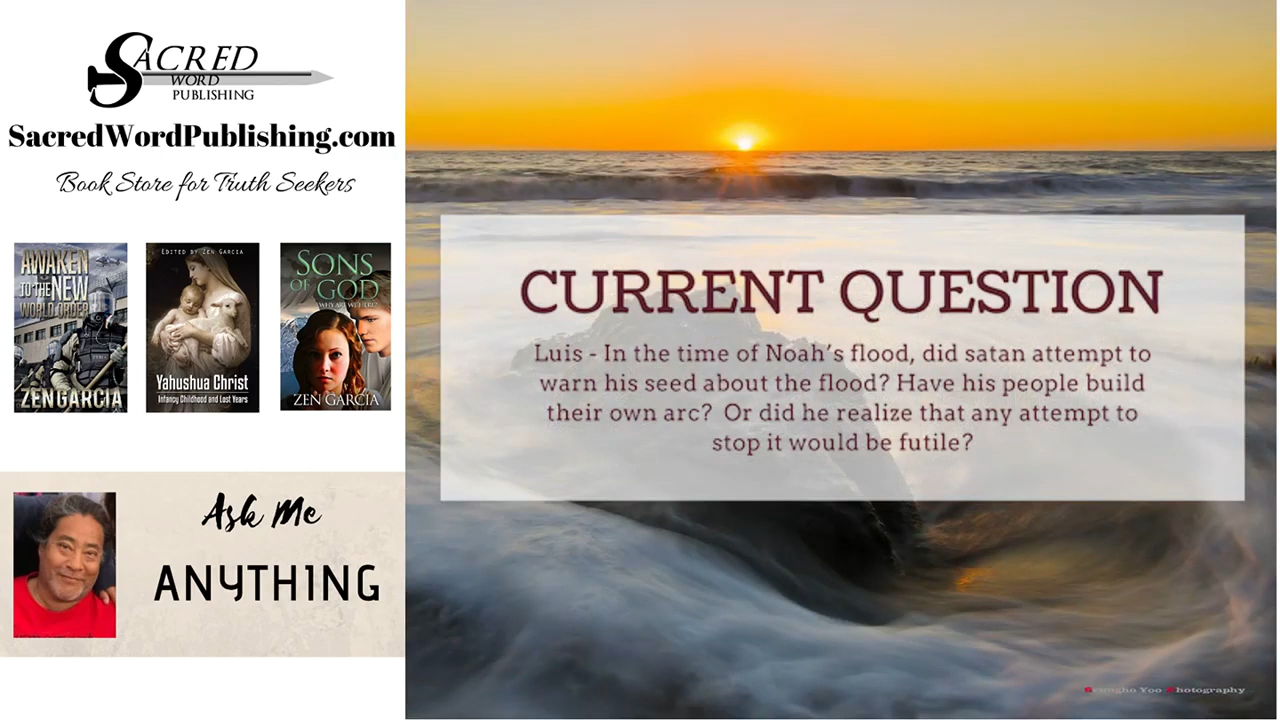 SACRED
WORD
PUBLISHING
SacredWordPublishing.com
Book Store for Truth Seekers
AWAKEN
TO THE NEW
WORLD ORDER
ZEN GARCIA
EDITED BY ZEN GARCIA
Yahushua Christ
Infancy Childhood and Lost Years
SONS
OF GOD
WHY ARE WE HERE?
ZEN GARCIA
Ask Me
ANYTHING
CURRENT QUESTION
Luis - In the time of Noah's flood, did satan attempt to
warn his seed about the flood? Have his people build
their own arc? Or did he realize that any attempt to
stop it would be futile?
Yoo Photography